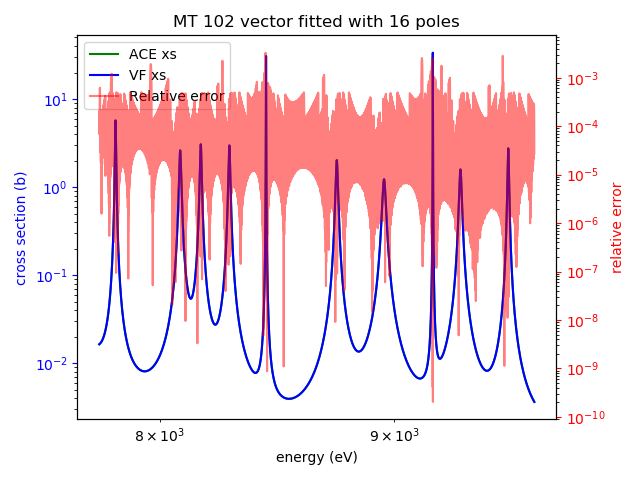 MT 102 vector fitted with 16 poles
ACE xs
VF xs
Relative error
cross section (b)
10¹
10⁰
10⁻¹
10⁻²
relative error
10⁻³
10⁻⁴
10⁻⁵
10⁻⁶
10⁻⁷
10⁻⁸
10⁻⁹
10⁻¹⁰
8 × 10³
9 × 10³
energy (eV)